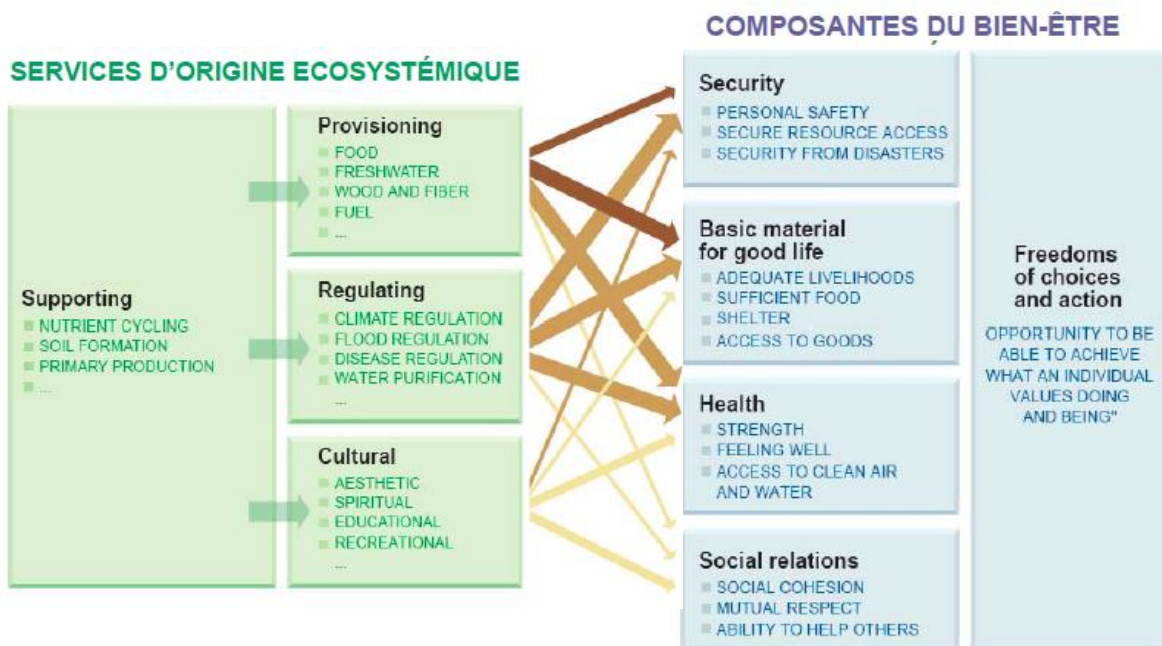 COMPOSANTES DU BIEN-ÊTRE
SERVICES D'ORIGINE ECOSYSTÉMIQUE
Supporting
NUTRIENT CYCLING
SOIL FORMATION
PRIMARY PRODUCTION
...
Provisioning
FOOD
FRESHWATER
WOOD AND FIBER
FUEL
...
Regulating
CLIMATE REGULATION
FLOOD REGULATION
DISEASE REGULATION
WATER PURIFICATION
...
Cultural
AESTHETIC
SPIRITUAL
EDUCATIONAL
RECREATIONAL
...
Security
PERSONAL SAFETY
SECURE RESOURCE ACCESS
SECURITY FROM DISASTERS
Basic material
for good life
ADEQUATE LIVELIHOODS
SUFFICIENT FOOD
SHELTER
ACCESS TO GOODS
Health
STRENGTH
FEELING WELL
ACCESS TO CLEAN AIR
AND WATER
Social relations
SOCIAL COHESION
MUTUAL RESPECT
ABILITY TO HELP OTHERS
Freedoms
of choices
and action
OPPORTUNITY TO BE
ABLE TO ACHIEVE
WHAT AN INDIVIDUAL
VALUES DOING
AND BEING"